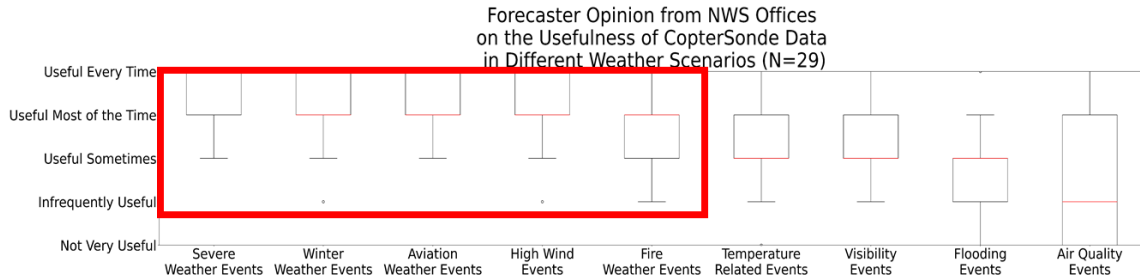 Forecaster Opinion from NWS Offices
on the Usefulness of CopterSonde Data
in Different Weather Scenarios (N=29)
Useful Every Time
Useful Most of the Time
Useful Sometimes
Infrequently Useful
Not Very Useful
Severe
Weather Events
Winter
Weather Events
Aviation
Weather Events
High Wind
Events
Fire
Weather Events
Temperature
Related Events
Visibility
Events
Flooding
Events
Air Quality
Events